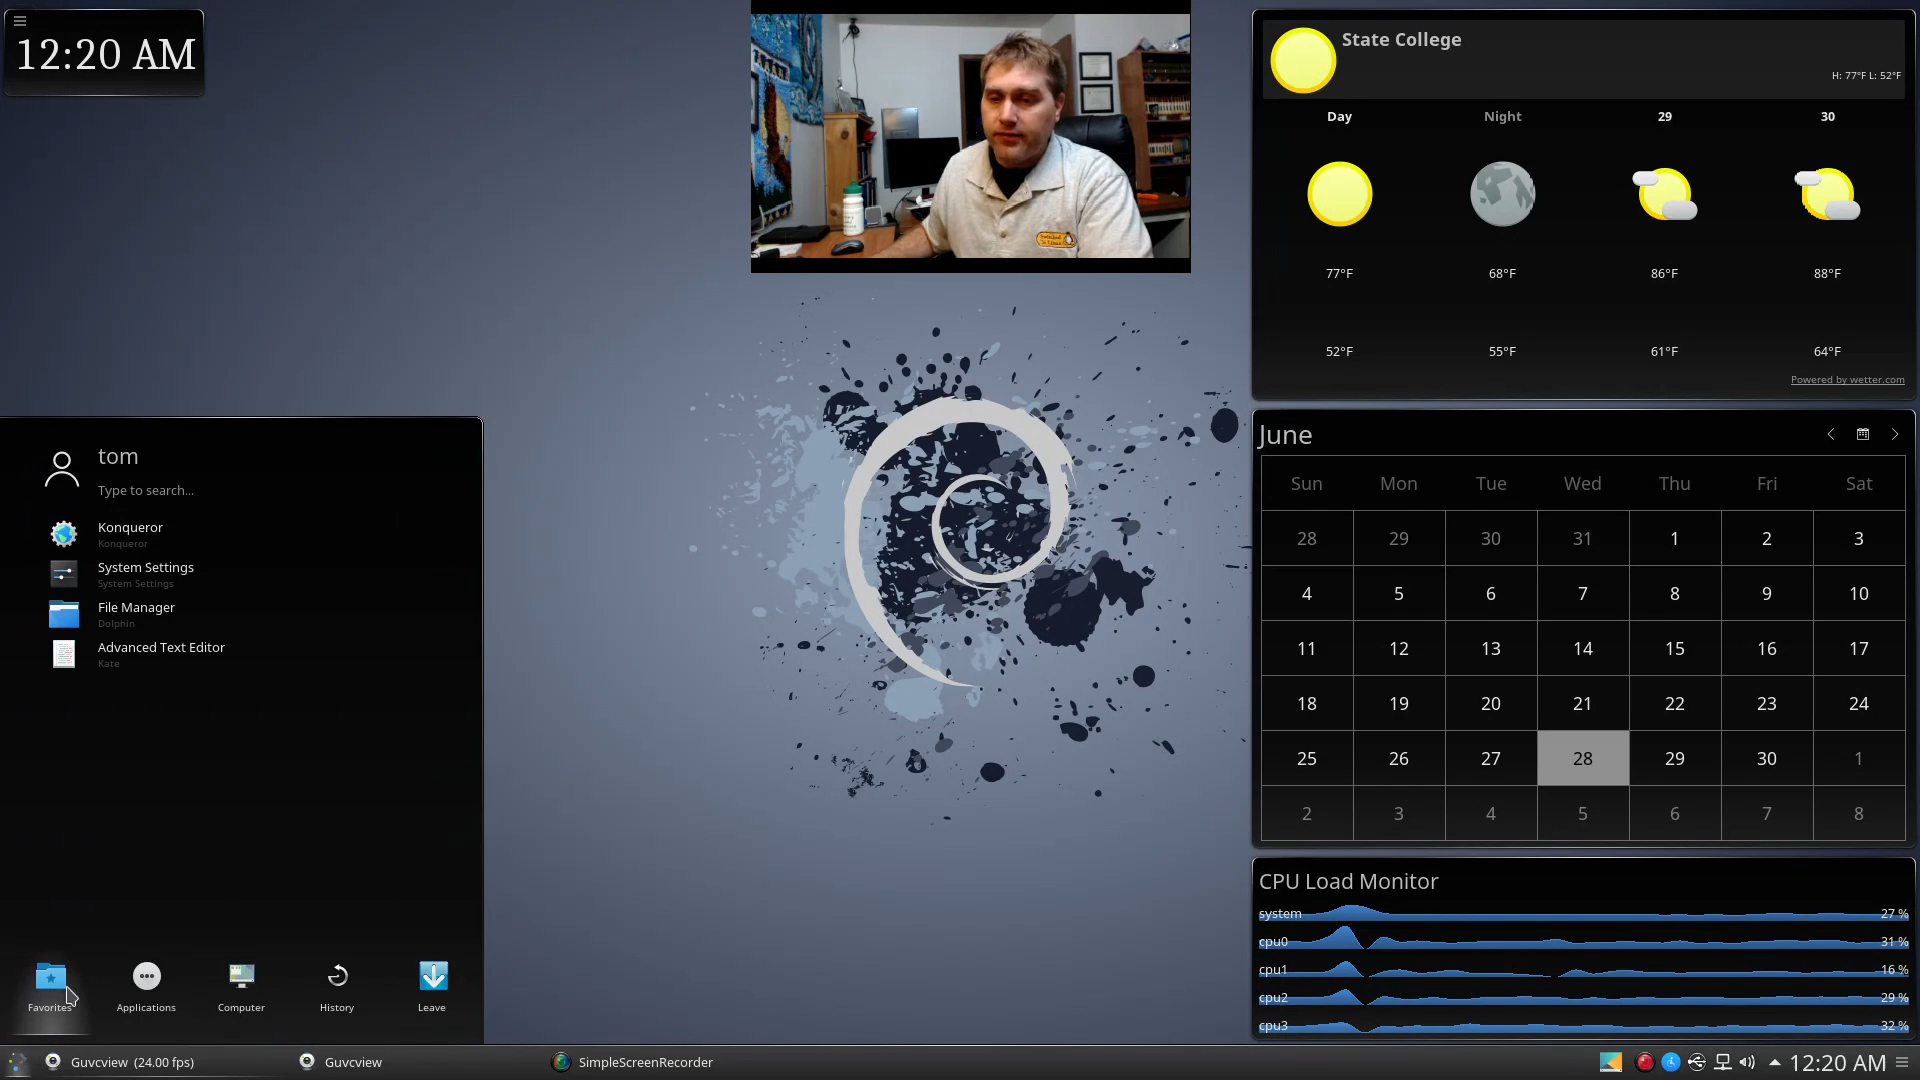 12:20 AM
State College
H: 77°F L: 52°F
Day Night 29 30
77°F 68°F 86°F 88°F
52°F 55°F 61°F 64°F
Powered by wetter.com
tom
Type to search...
Konqueror
Konqueror
System Settings
System Settings
File Manager
Dolphin
Advanced Text Editor
Kate
Favorites Applications Computer History Leave
June
Sun Mon Tue Wed Thu Fri Sat
28 29 30 31 1 2 3
4 5 6 7 8 9 10
11 12 13 14 15 16 17
18 19 20 21 22 23 24
25 26 27 28 29 30 1
2 3 4 5 6 7 8
CPU Load Monitor
system 27 %
cpu0 31 %
cpu1 16 %
cpu2 29 %
cpu3 32 %
Guvcview (24.00 fps) Guvcview SimpleScreenRecorder 12:20 AM